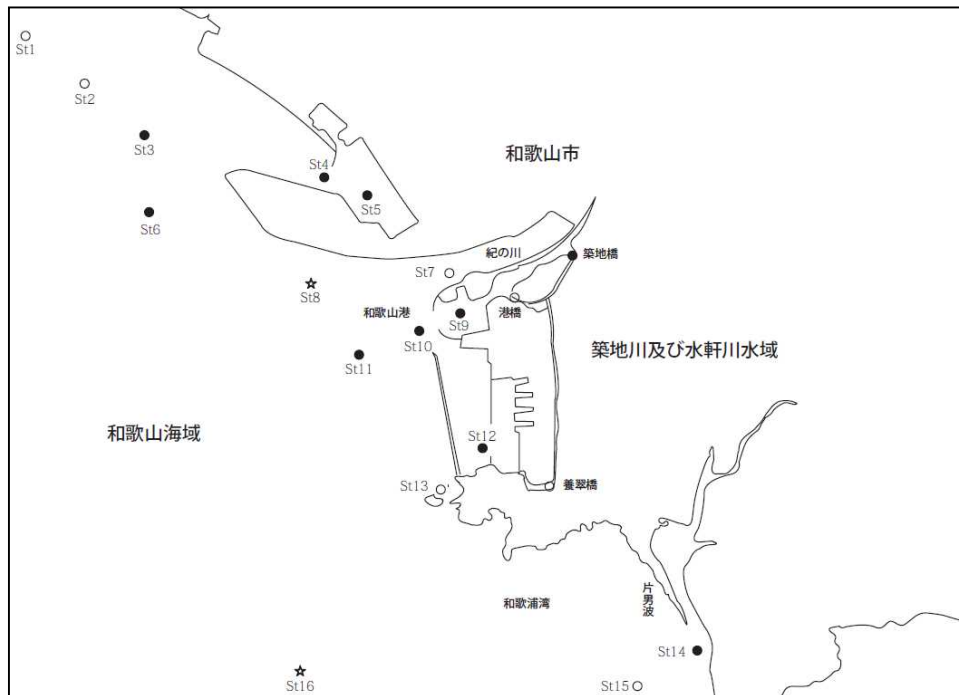 St1
St2
St3
和歌山市
St4
St5
St6
紀の川
築地橋
St7
St8
港橋
和歌山港
St9
St10
築地川及び水軒川水域
St11
和歌山海域
St12
St13
養翠橋
片男波
和歌浦湾
St14
St16
St15